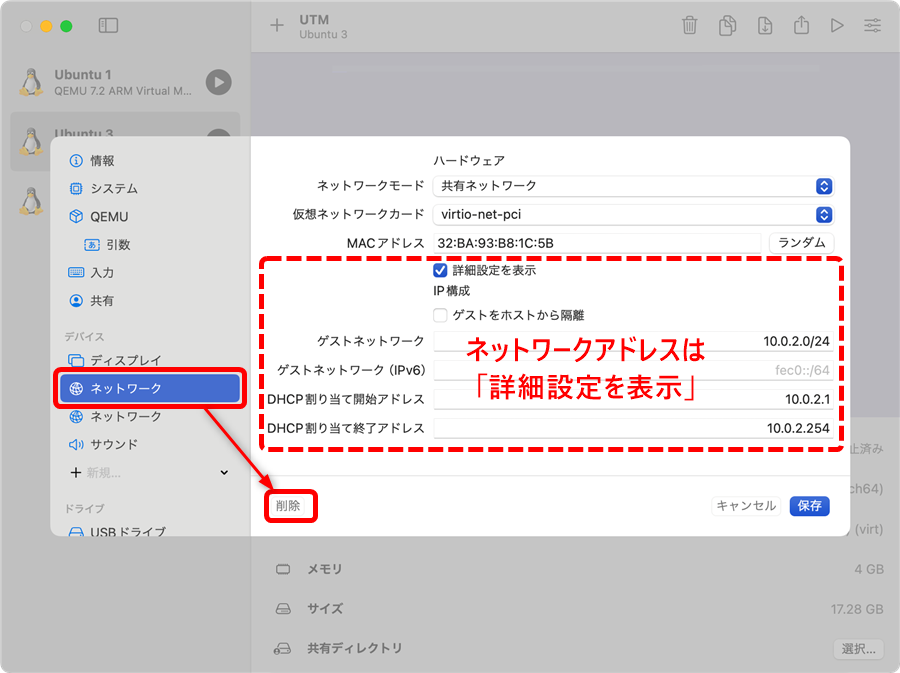 UTM
Ubuntu 3
Ubuntu 1
QEMU 7.2 ARM Virtual M...
Ubuntu 3
情報
システム
QEMU
引数
入力
共有
デバイス
ディスプレイ
ネットワーク
ネットワーク
サウンド
新規...
ドライブ
USBドライブ
ハードウェア
ネットワークモード 共有ネットワーク
仮想ネットワークカード virtio-net-pci
MACアドレス 32:BA:93:B8:1C:5B ランダム
詳細設定を表示
IP構成
ゲストをホストから隔離
ゲストネットワーク 10.0.2.0/24
ゲストネットワーク（IPv6） fec0::/64
DHCP割り当て開始アドレス 10.0.2.1
DHCP割り当て終了アドレス 10.0.2.254
ネットワークアドレスは
「詳細設定を表示」
削除 キャンセル 保存
止済み
ch64)
(virt)
メモリ 4 GB
サイズ 17.28 GB
共有ディレクトリ 選択...